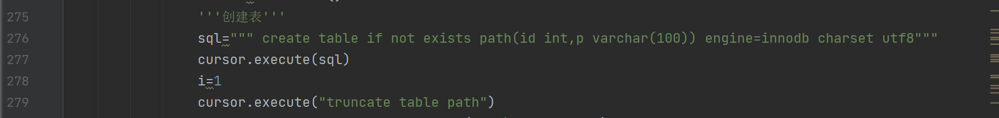 275 '''创建表'''
276 sql=""" create table if not exists path(id int,p varchar(100)) engine=innodb charset utf8"""
277 cursor.execute(sql)
278 i=1
279 cursor.execute("truncate table path")